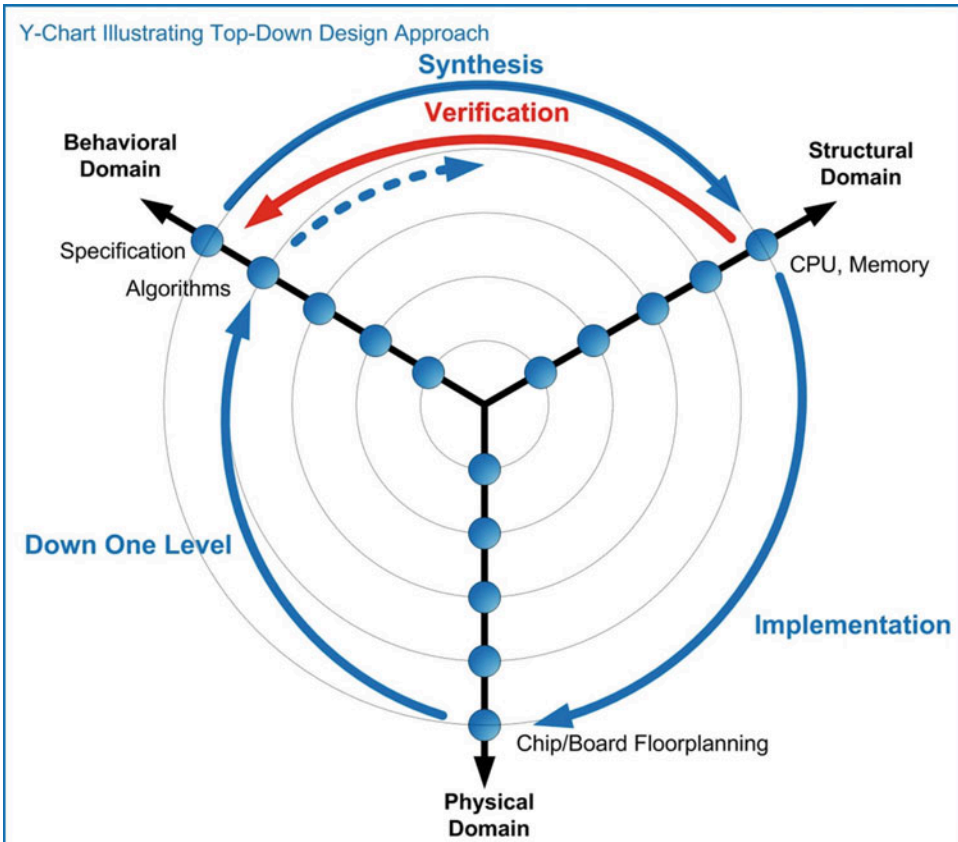 Y-Chart Illustrating Top-Down Design Approach
Synthesis
Verification
Behavioral
Domain
Structural
Domain
Specification
Algorithms
CPU, Memory
Down One Level
Implementation
Chip/Board Floorplanning
Physical
Domain